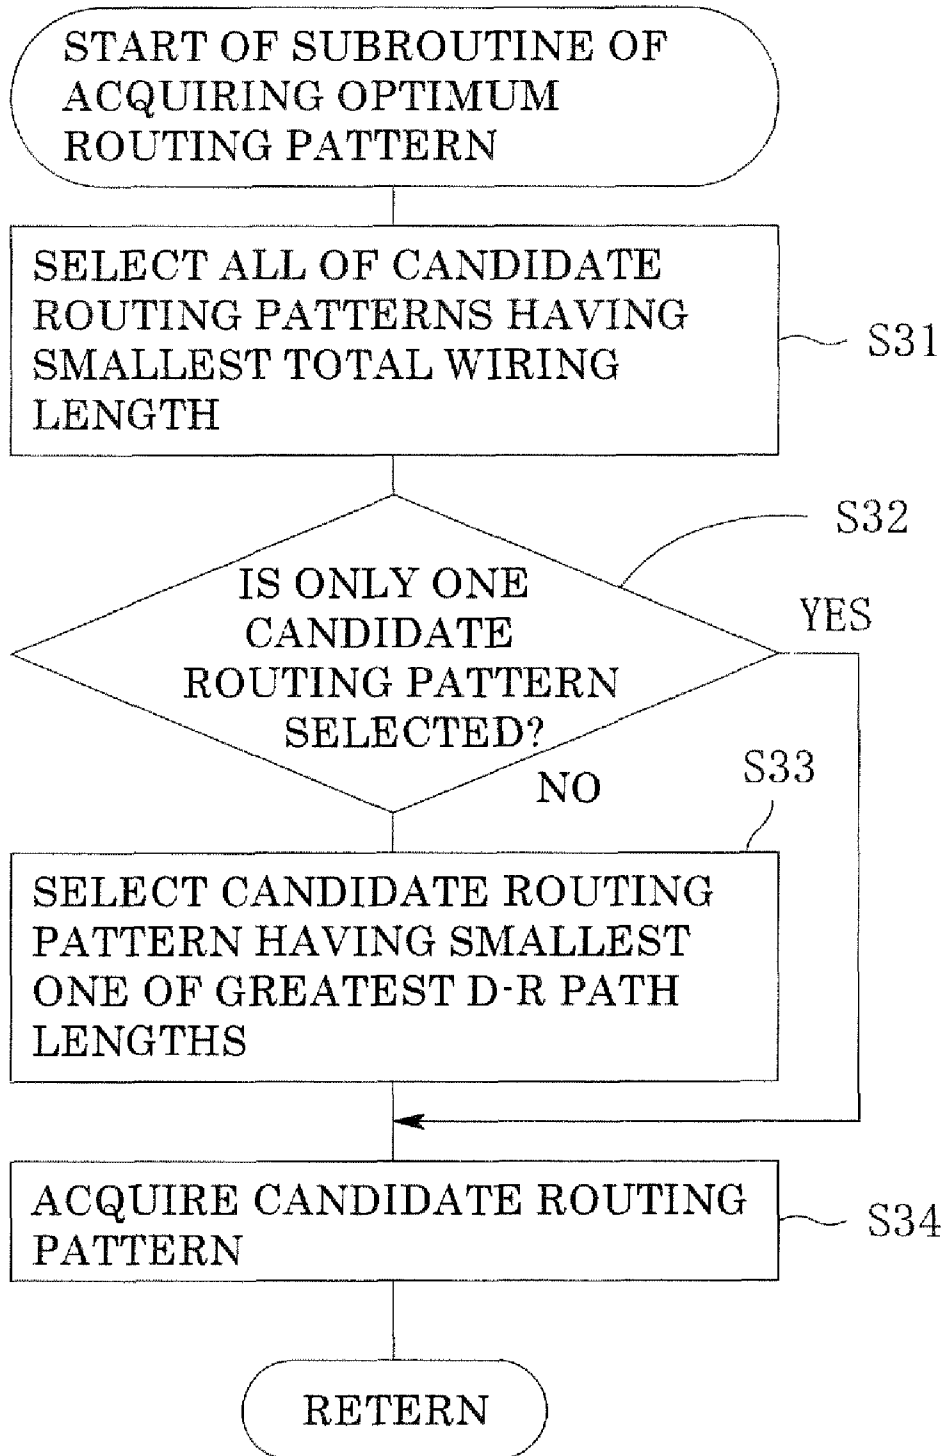 START OF SUBROUTINE OF
ACQUIRING OPTIMUM
ROUTING PATTERN
SELECT ALL OF CANDIDATE
ROUTING PATTERNS HAVING
SMALLEST TOTAL WIRING
LENGTH
S31
S32
IS ONLY ONE
CANDIDATE
ROUTING PATTERN
SELECTED?
YES
NO
S33
SELECT CANDIDATE ROUTING
PATTERN HAVING SMALLEST
ONE OF GREATEST D-R PATH
LENGTHS
ACQUIRE CANDIDATE ROUTING
PATTERN
S34
RETERN